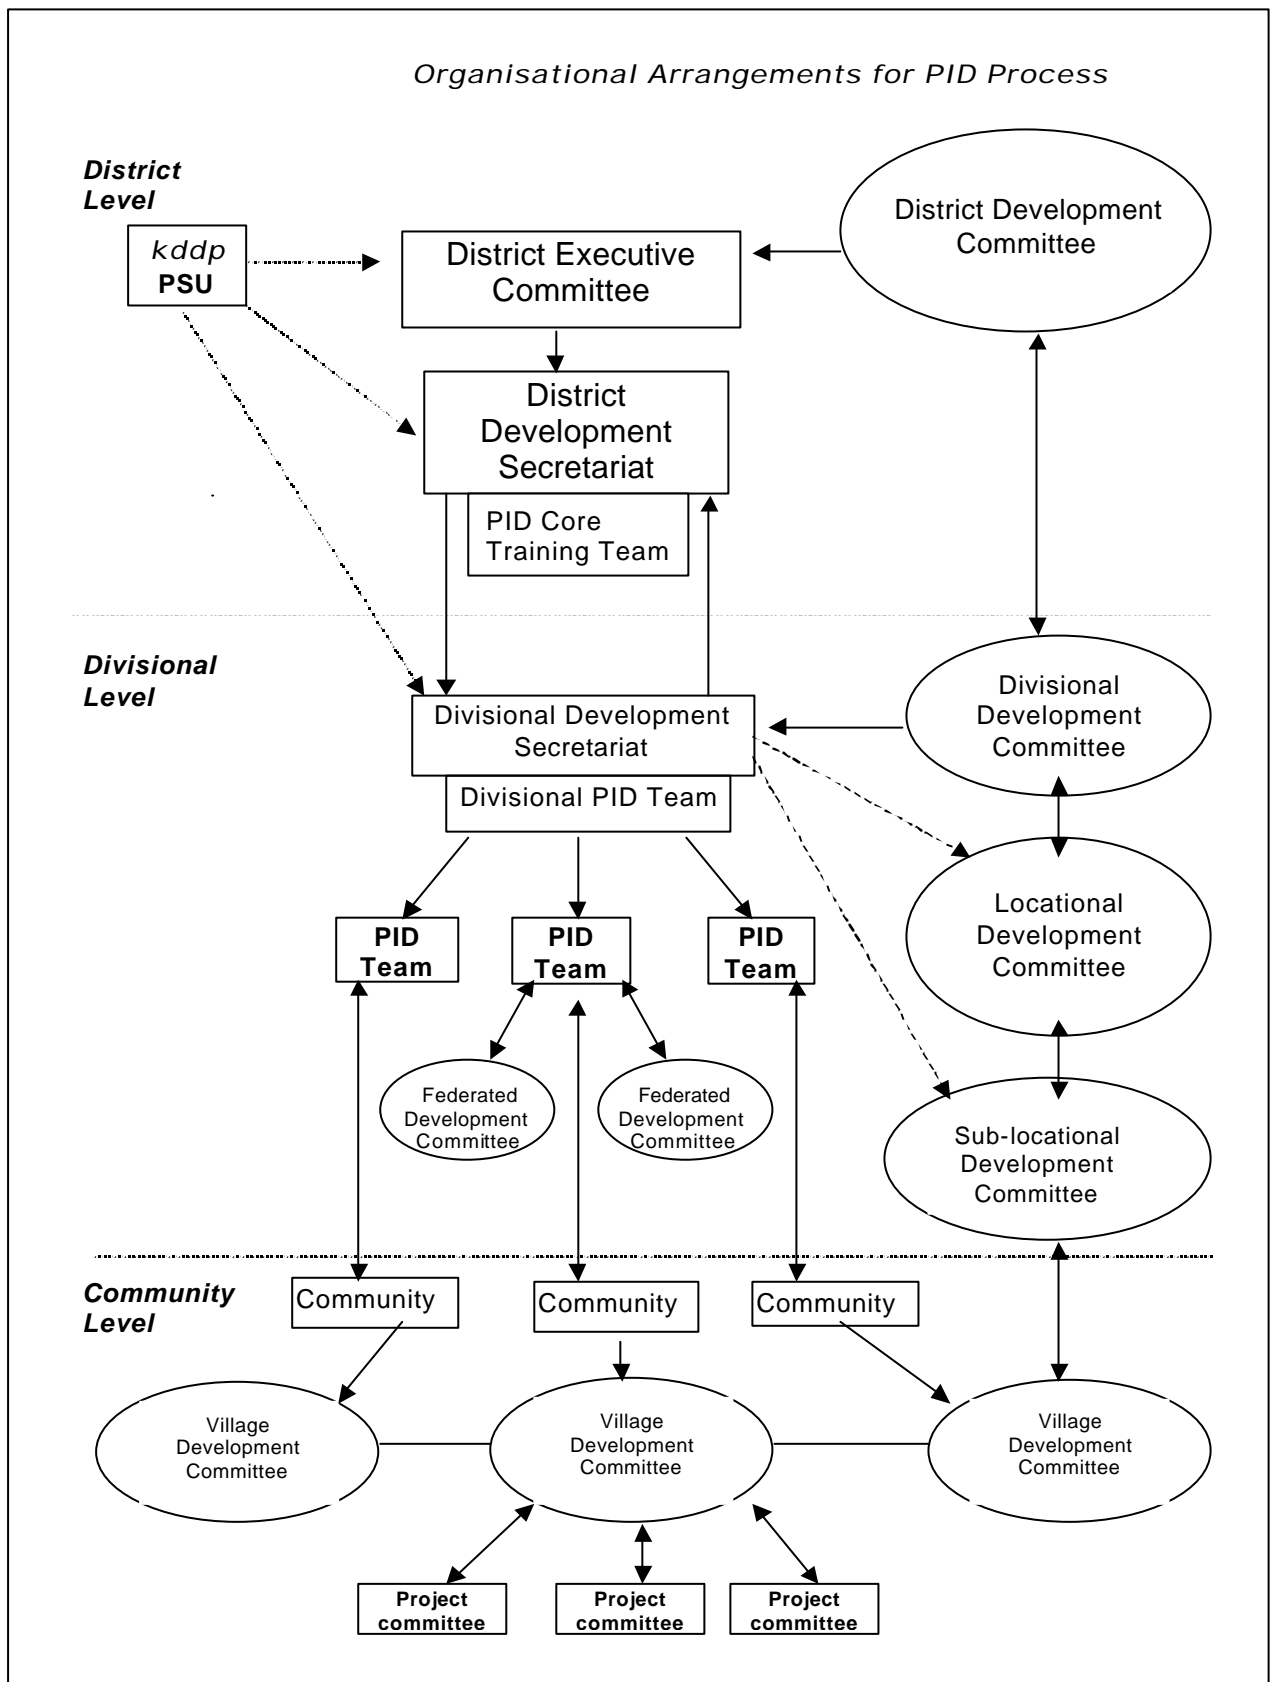 Organisational Arrangements for PID Process
District
Level
kddp
PSU
District Executive
Committee
District Development
Committee
District
Development
Secretariat
PID Core
Training Team
Divisional
Level
Divisional Development
Secretariat
Divisional PID Team
Divisional
Development
Committee
Locational
Development
Committee
PID
Team
PID
Team
PID
Team
Federated
Development
Committee
Federated
Development
Committee
Sub-locational
Development
Committee
Community
Level
Community
Community
Community
Village
Development
Committee
Village
Development
Committee
Village
Development
Committee
Project
committee
Project
committee
Project
committee